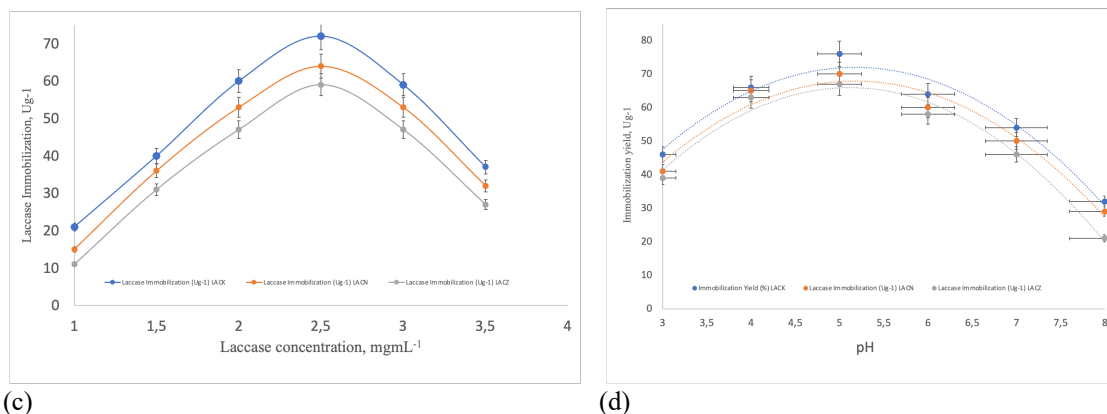 Laccase Immobilization, Ug-1
70
60
50
40
30
20
10
0
1
1,5
2
2,5
3
3,5
4
Laccase Immobilization (Ug-1) LACK
Laccase Immobilization (Ug-1) LACN
Laccase Immobilization (Ug-1) LACZ
Laccase concentration, mgmL-1
(c)
Immobilization yield, Ug-1
80
70
60
50
40
30
20
10
0
3
3,5
4
4,5
5
5,5
6
6,5
7
7,5
8
Immobilization Yield (%) LACK
Laccase Immobilization (Ug-1) LACN
Laccase Immobilization (Ug-1) LACZ
pH
(d)